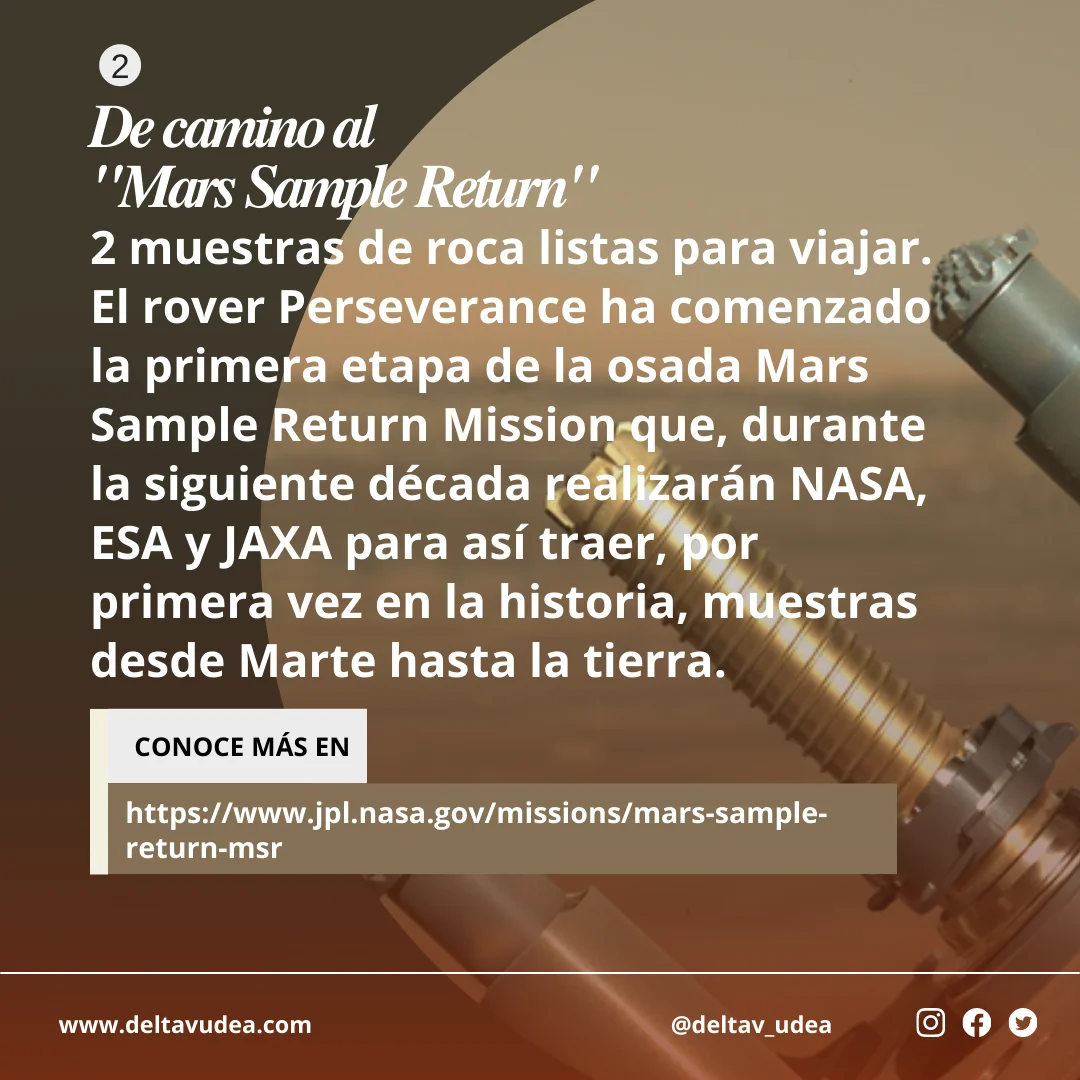 2
De camino al
"Mars Sample Return"
2 muestras de roca listas para viajar.
El rover Perseverance ha comenzado
la primera etapa de la osada Mars
Sample Return Mission que, durante
la siguiente década realizarán NASA,
ESA y JAXA para así traer, por
primera vez en la historia, muestras
desde Marte hasta la tierra.
CONOCE MÁS EN
https://www.jpl.nasa.gov/missions/mars-sample-
return-msr
www.deltavudea.com
@deltav_udea